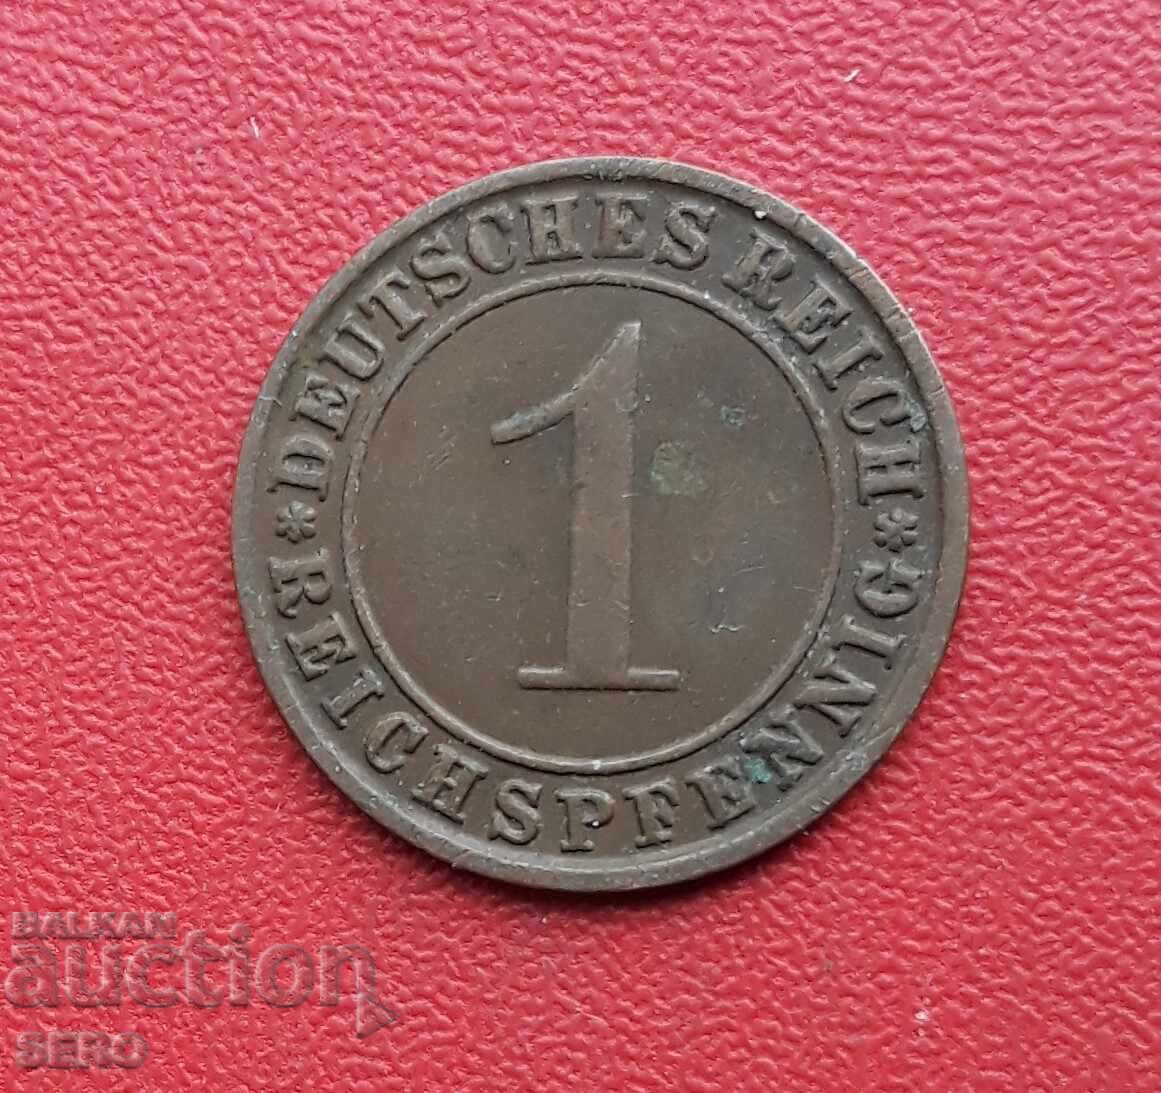 DEUTSCHES REICH
* REICHSPFENNIG *
1
BALKAN
auction
SERO